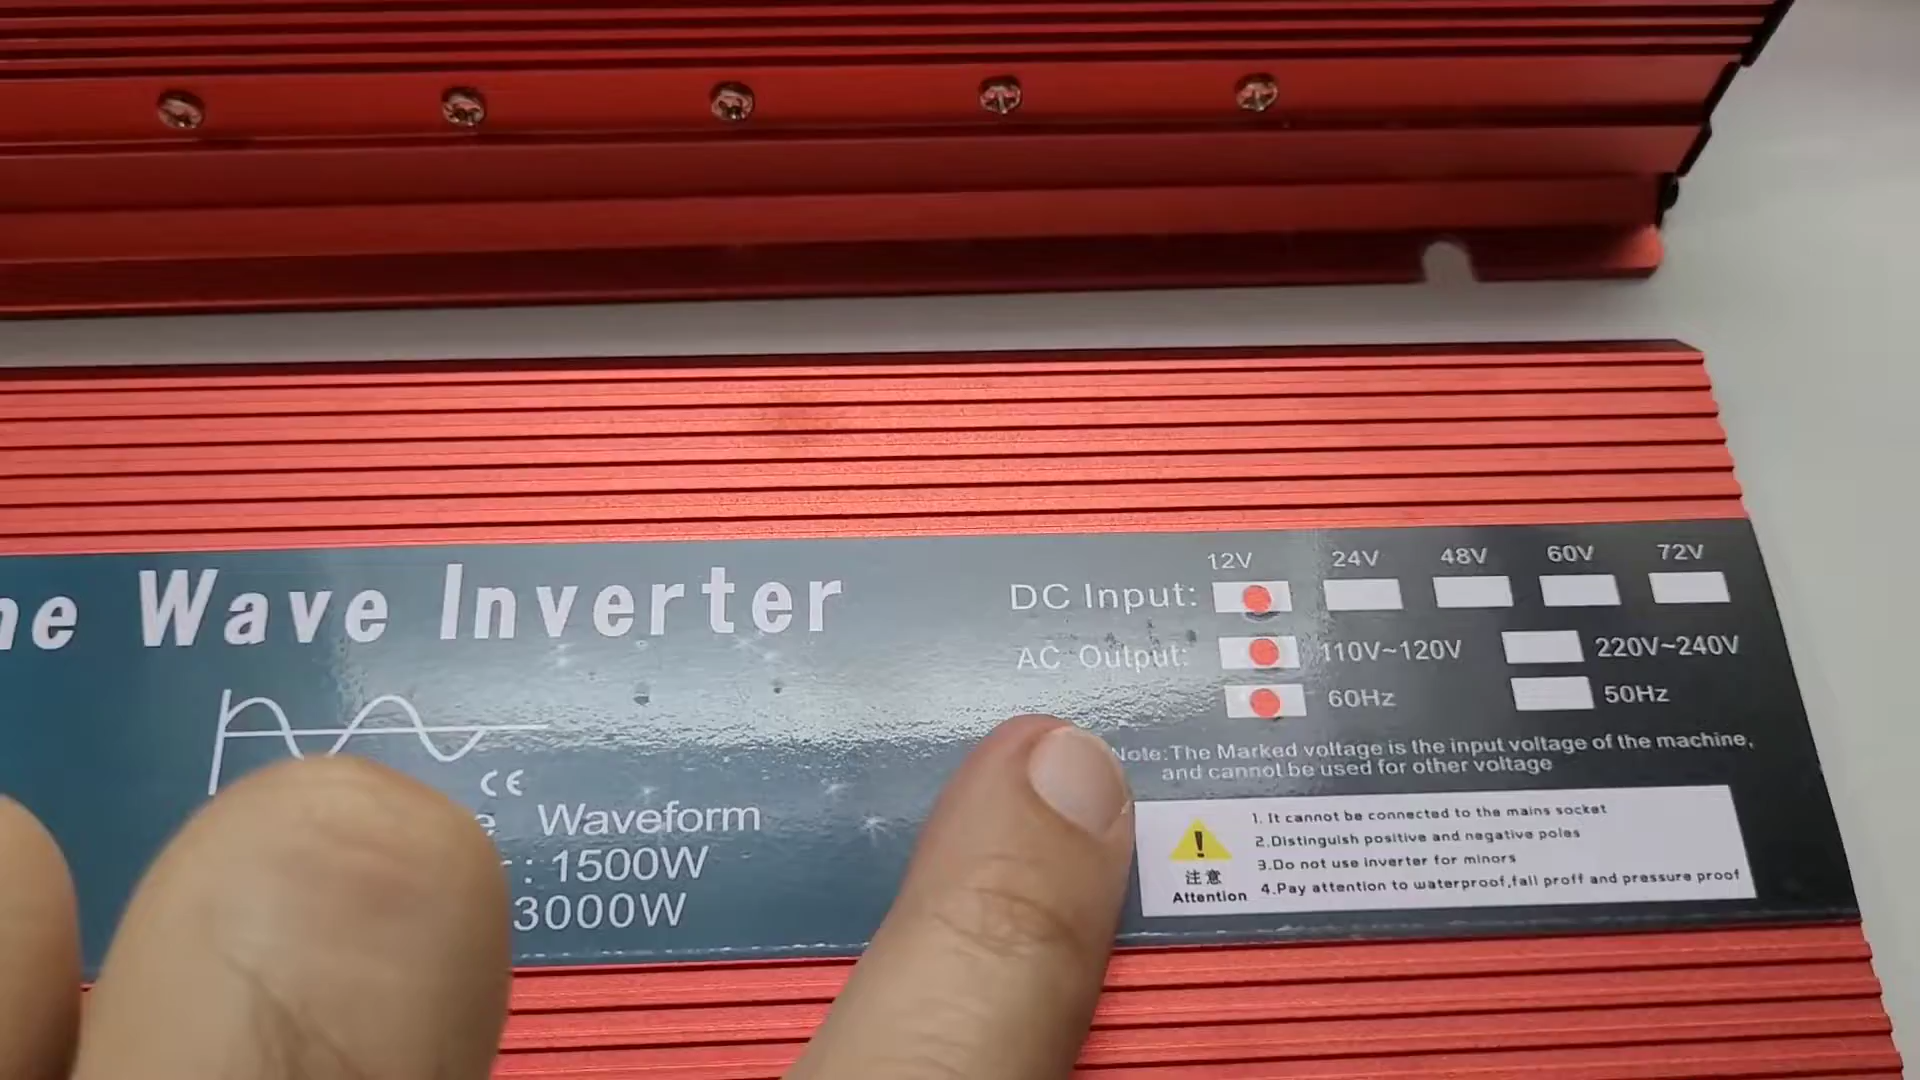 Wave Inverter
12V 24V 48V 60V 72V
DC Input:
AC Output: 110V~120V 220V~240V
60Hz 50Hz
Note:The Marked voltage is the input voltage of the machine,
and cannot be used for other voltage
CE
Waveform
: 1500W
3000W
1. It cannot be connected to the mains socket
2.Distinguish positive and negative poles
3.Do not use inverter for minors
4.Pay attention to waterproof,fall proff and pressure proof
注意
Attention